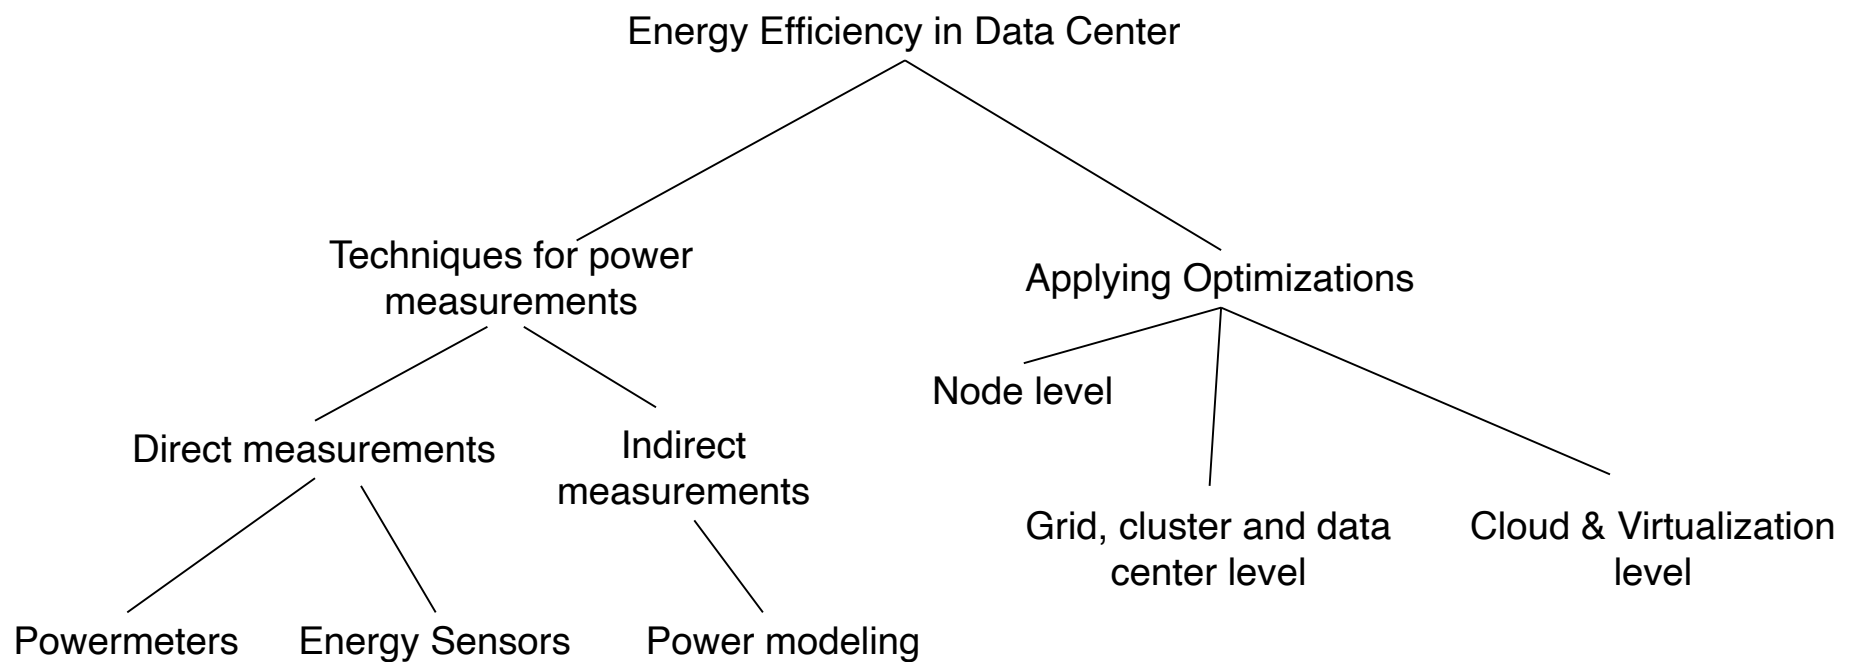 Energy Efficiency in Data Center
Techniques for power
measurements
Applying Optimizations
Node level
Direct measurements
Indirect
measurements
Grid, cluster and data
center level
Cloud & Virtualization
level
Powermeters
Energy Sensors
Power modeling